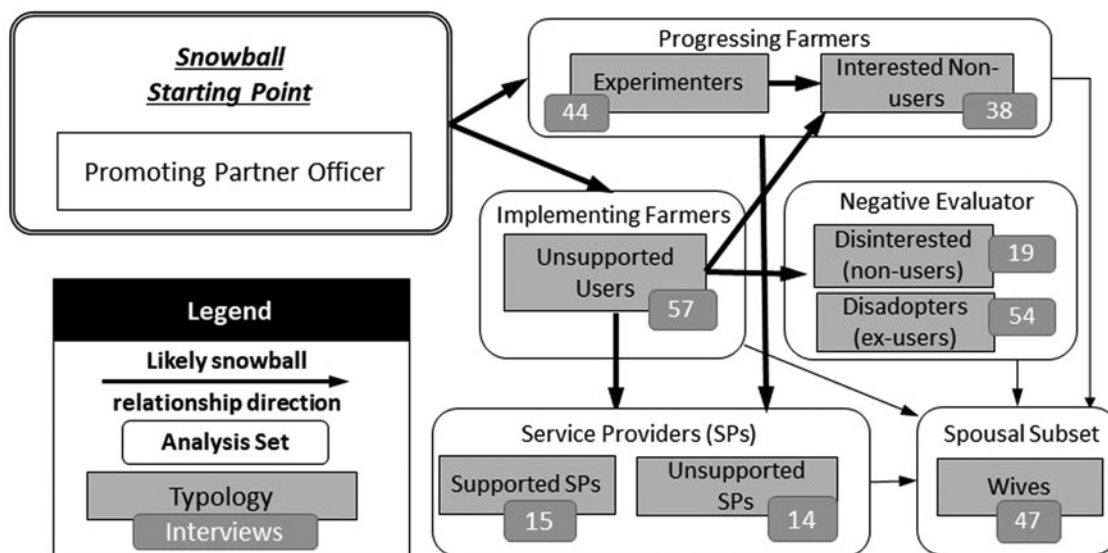 Snowball
Starting Point
Promoting Partner Officer
Progressing Farmers
Experimenters
44
Interested Non-
users
38
Implementing Farmers
Unsupported
Users
57
Negative Evaluator
Disinterested
(non-users)
19
Disadopters
(ex-users)
54
Legend
Likely snowball
relationship direction
Analysis Set
Typology
Interviews
Service Providers (SPs)
Supported SPs
15
Unsupported
SPs
14
Spousal Subset
Wives
47